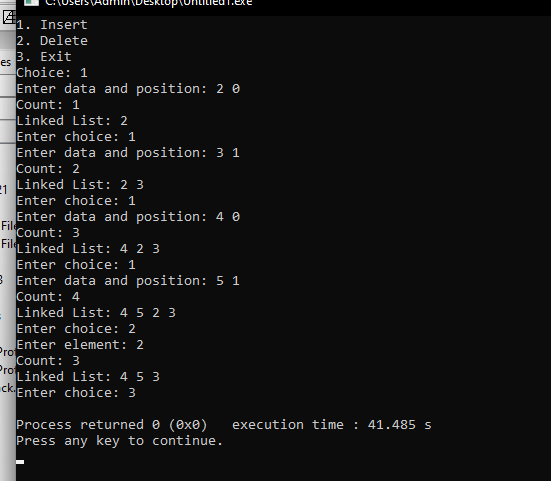 C:\Users\Admin\Desktop\Untitled1.exe
1. Insert
2. Delete
3. Exit
Choice: 1
Enter data and position: 2 0
Count: 1
Linked List: 2
Enter choice: 1
Enter data and position: 3 1
Count: 2
Linked List: 2 3
Enter choice: 1
Enter data and position: 4 0
Count: 3
Linked List: 4 2 3
Enter choice: 1
Enter data and position: 5 1
Count: 4
Linked List: 4 5 2 3
Enter choice: 2
Enter element: 2
Count: 3
Linked List: 4 5 3
Enter choice: 3
Process returned 0 (0x0)   execution time : 41.485 s
Press any key to continue.